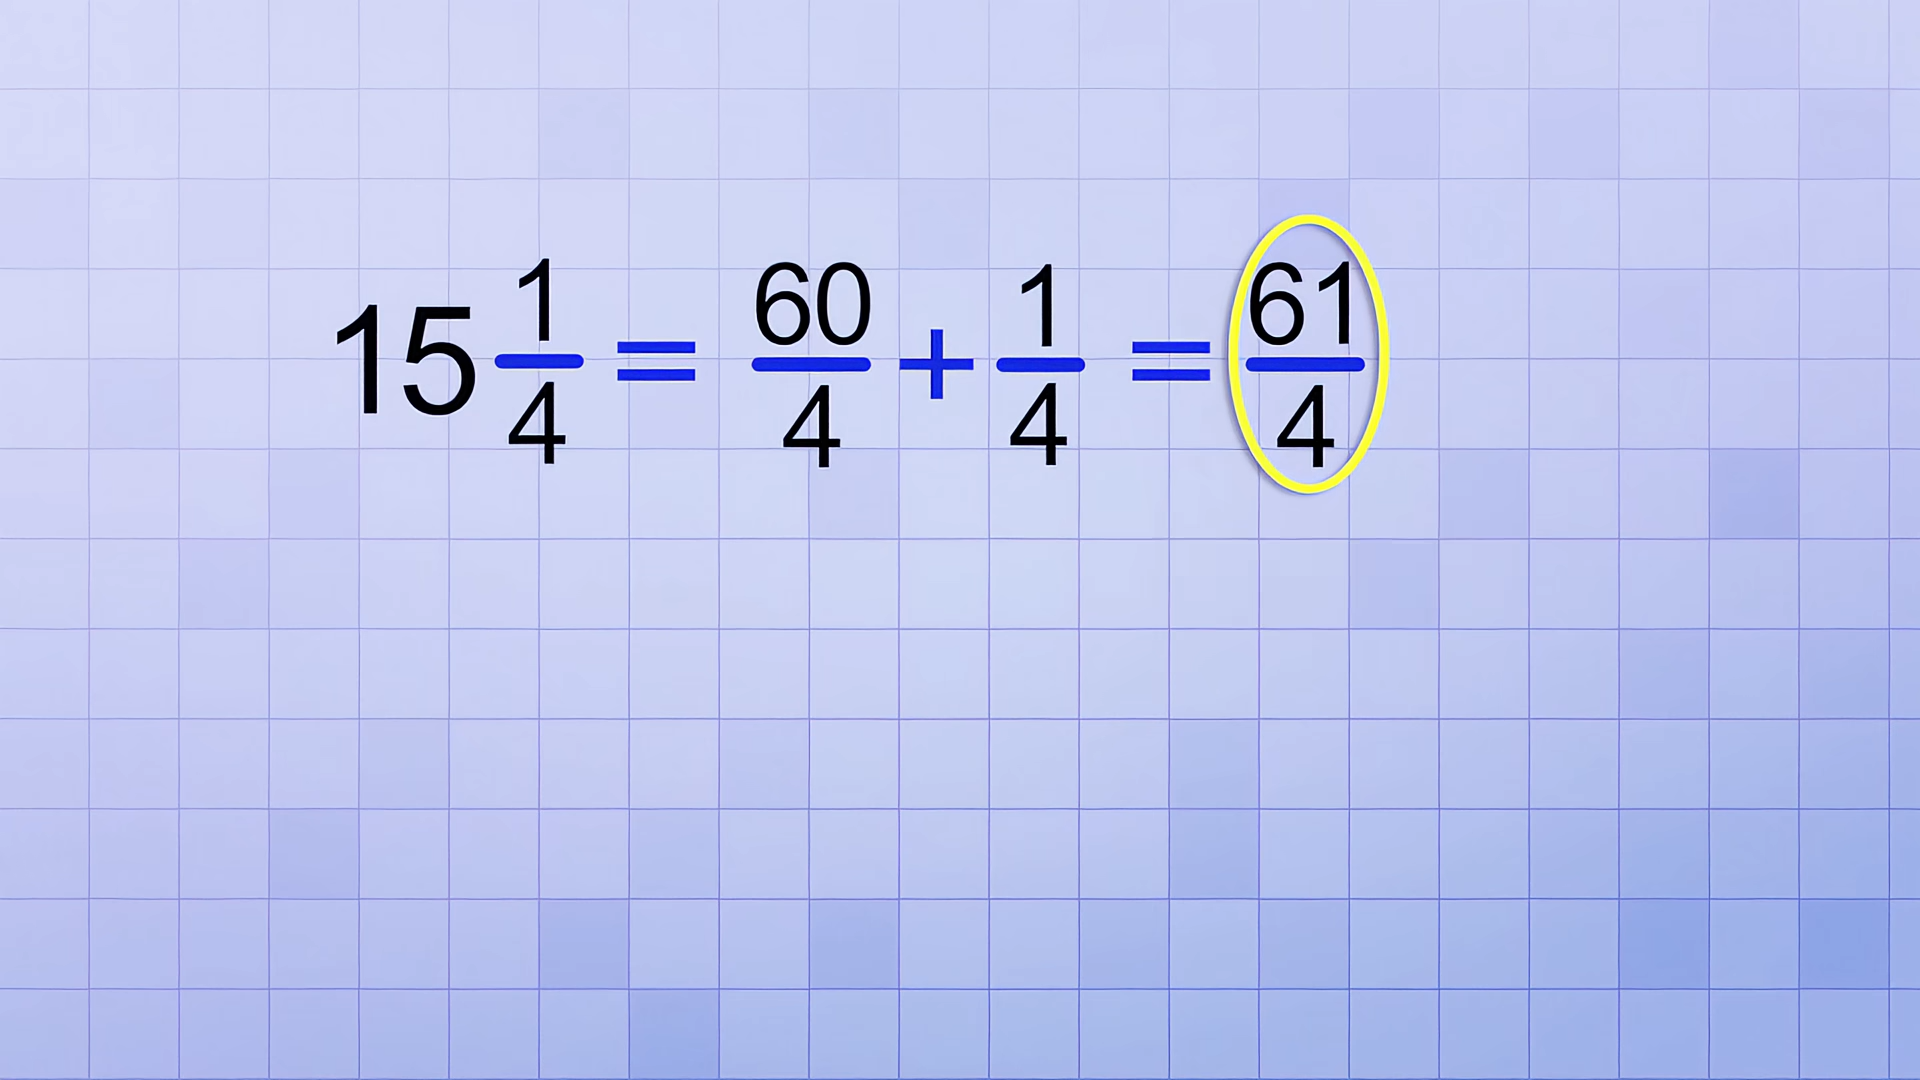 15 1/4 = 60/4 + 1/4 = 61/4